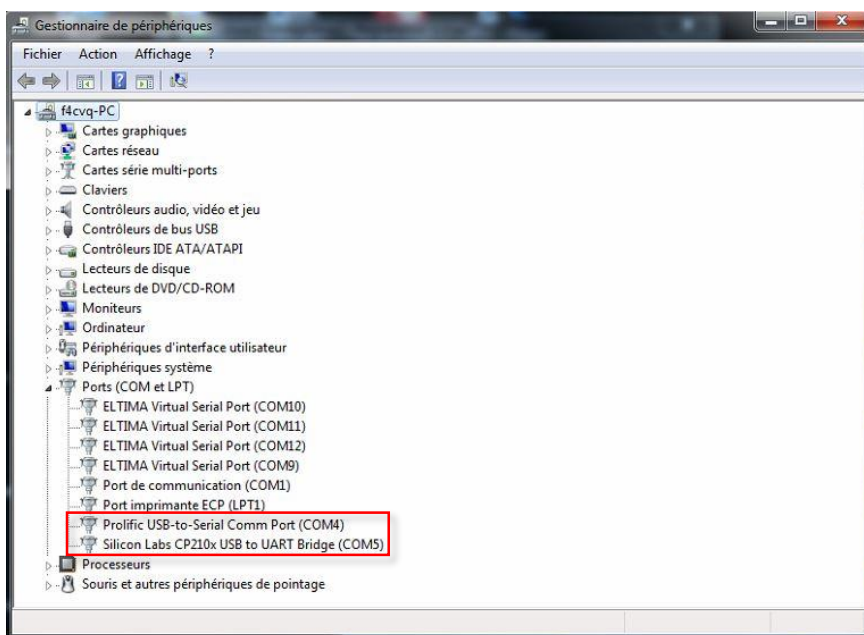 Gestionnaire de périphériques
Fichier Action Affichage ?
f4cvq-PC
Cartes graphiques
Cartes réseau
Cartes série multi-ports
Claviers
Contrôleurs audio, vidéo et jeu
Contrôleurs de bus USB
Contrôleurs IDE ATA/ATAPI
Lecteurs de disque
Lecteurs de DVD/CD-ROM
Moniteurs
Ordinateur
Périphériques d'interface utilisateur
Périphériques système
Ports (COM et LPT)
ELTIMA Virtual Serial Port (COM10)
ELTIMA Virtual Serial Port (COM11)
ELTIMA Virtual Serial Port (COM12)
ELTIMA Virtual Serial Port (COM9)
Port de communication (COM1)
Port imprimante ECP (LPT1)
Prolific USB-to-Serial Comm Port (COM4)
Silicon Labs CP210x USB to UART Bridge (COM5)
Processeurs
Souris et autres périphériques de pointage